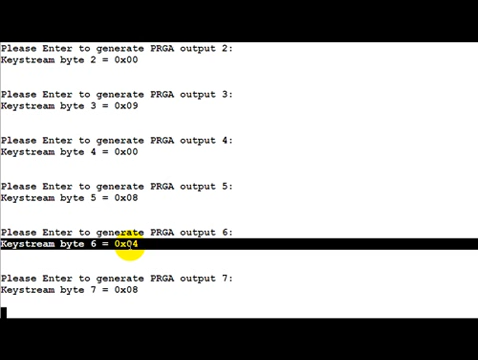 Please Enter to generate PRGA output 2:
Keystream byte 2 = 0x00
Please Enter to generate PRGA output 3:
Keystream byte 3 = 0x09
Please Enter to generate PRGA output 4:
Keystream byte 4 = 0x00
Please Enter to generate PRGA output 5:
Keystream byte 5 = 0x08
Please Enter to generate PRGA output 6:
Keystream byte 6 = 0x04
Please Enter to generate PRGA output 7:
Keystream byte 7 = 0x08